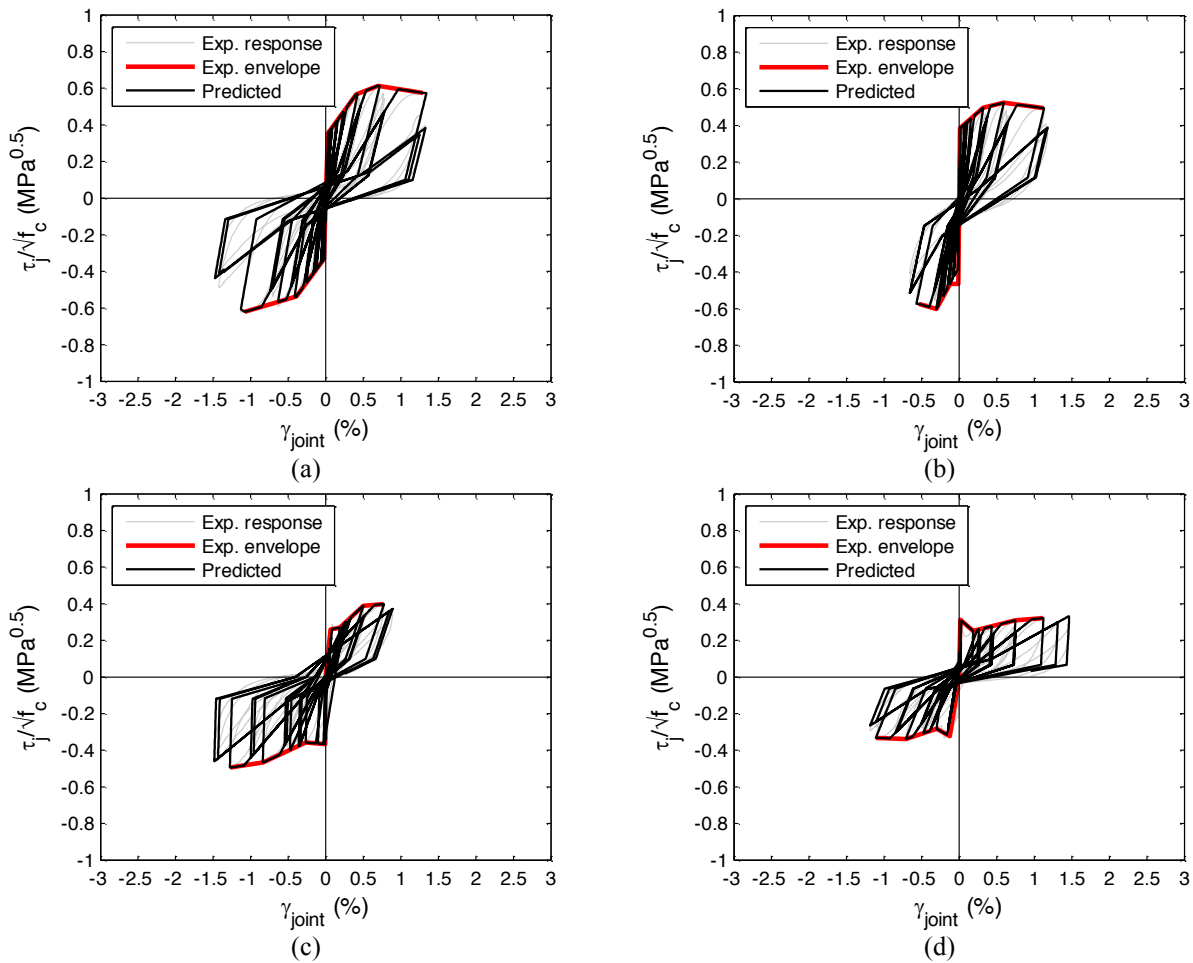 1
0.8
0.6
0.4
0.2
0
-0.2
-0.4
-0.6
-0.8
-1
τj/√fc (MPa0.5)
Exp. response
Exp. envelope
Predicted
-3 -2.5 -2 -1.5 -1 -0.5 0 0.5 1 1.5 2 2.5 3
γjoint (%)
(a)
1
0.8
0.6
0.4
0.2
0
-0.2
-0.4
-0.6
-0.8
-1
τj/√fc (MPa0.5)
Exp. response
Exp. envelope
Predicted
-3 -2.5 -2 -1.5 -1 -0.5 0 0.5 1 1.5 2 2.5 3
γjoint (%)
(b)
1
0.8
0.6
0.4
0.2
0
-0.2
-0.4
-0.6
-0.8
-1
τj/√fc (MPa0.5)
Exp. response
Exp. envelope
Predicted
-3 -2.5 -2 -1.5 -1 -0.5 0 0.5 1 1.5 2 2.5 3
γjoint (%)
(c)
1
0.8
0.6
0.4
0.2
0
-0.2
-0.4
-0.6
-0.8
-1
τj/√fc (MPa0.5)
Exp. response
Exp. envelope
Predicted
-3 -2.5 -2 -1.5 -1 -0.5 0 0.5 1 1.5 2 2.5 3
γjoint (%)
(d)